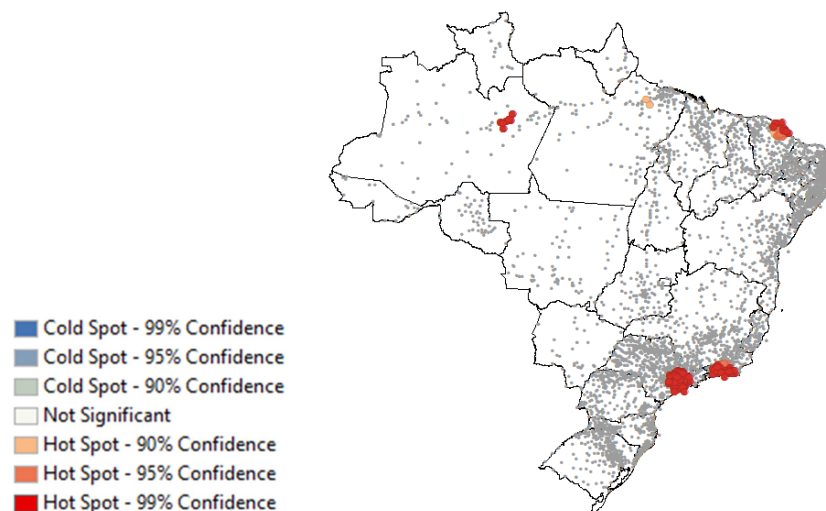 Cold Spot - 99% Confidence
Cold Spot - 95% Confidence
Cold Spot - 90% Confidence
Not Significant
Hot Spot - 90% Confidence
Hot Spot - 95% Confidence
Hot Spot - 99% Confidence